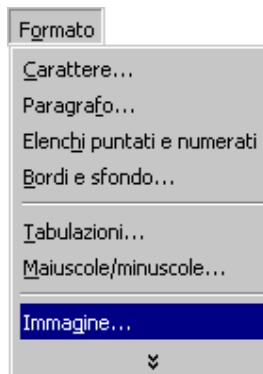 Formato
Carattere...
Paragrafo...
Elenchi puntati e numerati
Bordi e sfondo...
Tabulazioni...
Maiuscole/minuscole...
Immagine...